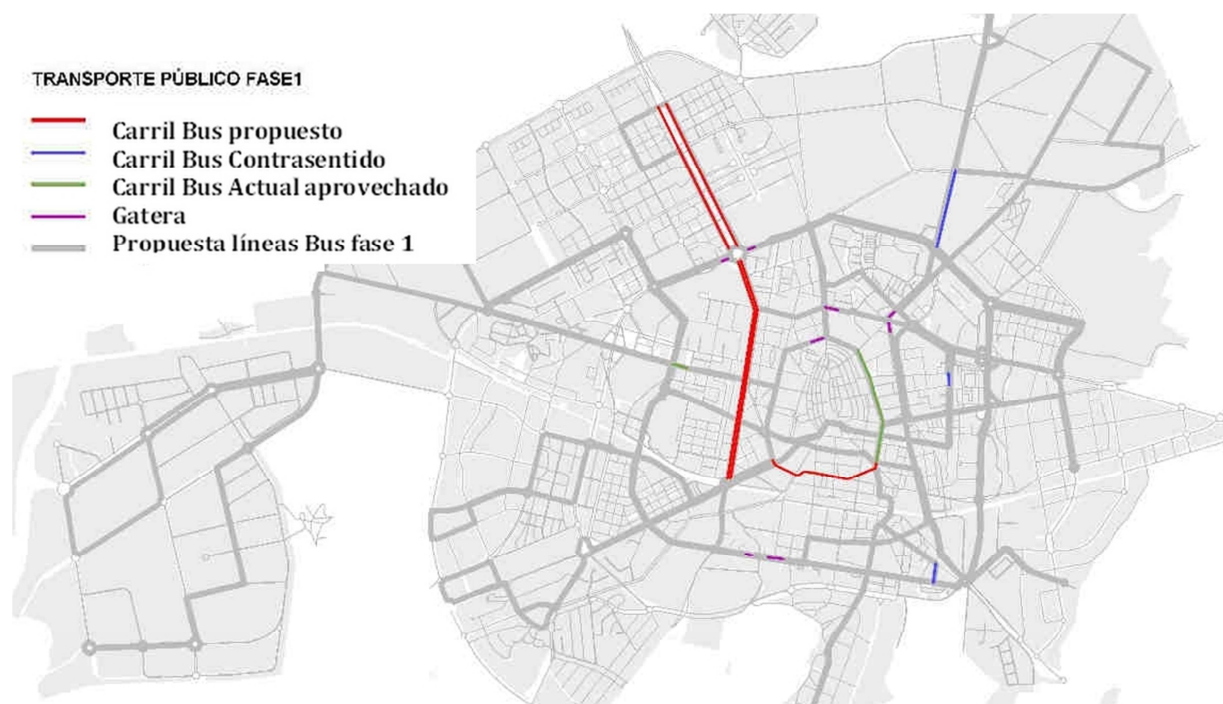 TRANSPORTE PÚBLICO FASE1
Carril Bus propuesto
Carril Bus Contrasentido
Carril Bus Actual aprovechado
Gatera
Propuesta líneas Bus fase 1